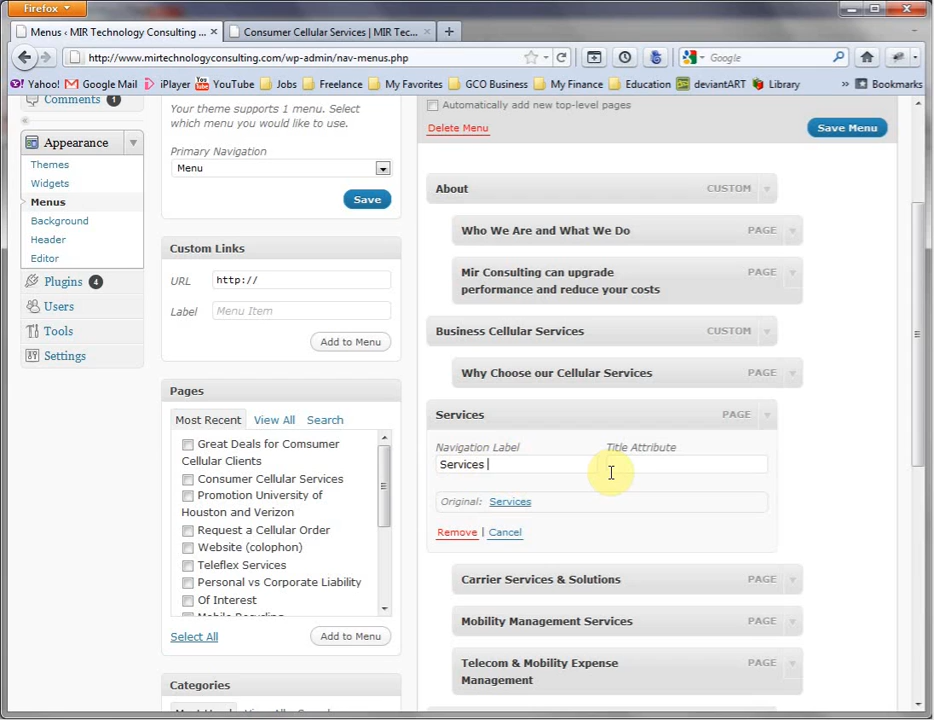 Firefox
Menus ‹ MIR Technology Consulting ...
Consumer Cellular Services | MIR Tec...
http://www.mirtechnologyconsulting.com/wp-admin/nav-menus.php
Google
Yahoo! Google Mail iPlayer YouTube Jobs Freelance My Favorites GCO Business My Finance Education deviantART Library » Bookmarks
Comments 1
Appearance
Themes
Widgets
Menus
Background
Header
Editor
Plugins 4
Users
Tools
Settings
Your theme supports 1 menu. Select
which menu you would like to use.
Primary Navigation
Menu
Save
Custom Links
URL http://
Label Menu Item
Add to Menu
Pages
Most Recent View All Search
Great Deals for Comsumer
Cellular Clients
Consumer Cellular Services
Promotion University of
Houston and Verizon
Request a Cellular Order
Website (colophon)
Teleflex Services
Personal vs Corporate Liability
Of Interest
Select All
Add to Menu
Categories
Automatically add new top-level pages
Delete Menu
Save Menu
About CUSTOM
Who We Are and What We Do PAGE
Mir Consulting can upgrade PAGE
performance and reduce your costs
Business Cellular Services CUSTOM
Why Choose our Cellular Services PAGE
Services PAGE
Navigation Label Title Attribute
Services
Original: Services
Remove | Cancel
Carrier Services & Solutions PAGE
Mobility Management Services PAGE
Telecom & Mobility Expense PAGE
Management